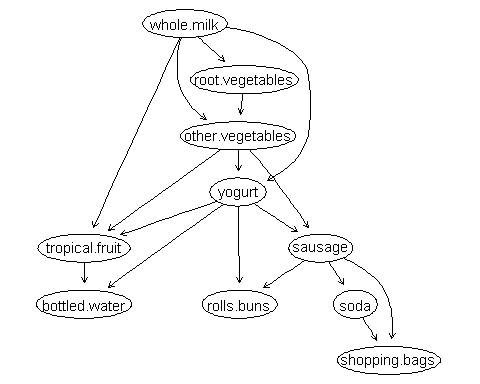 whole.milk
root.vegetables
other.vegetables
yogurt
tropical.fruit
sausage
bottled.water
rolls.buns
soda
shopping.bags